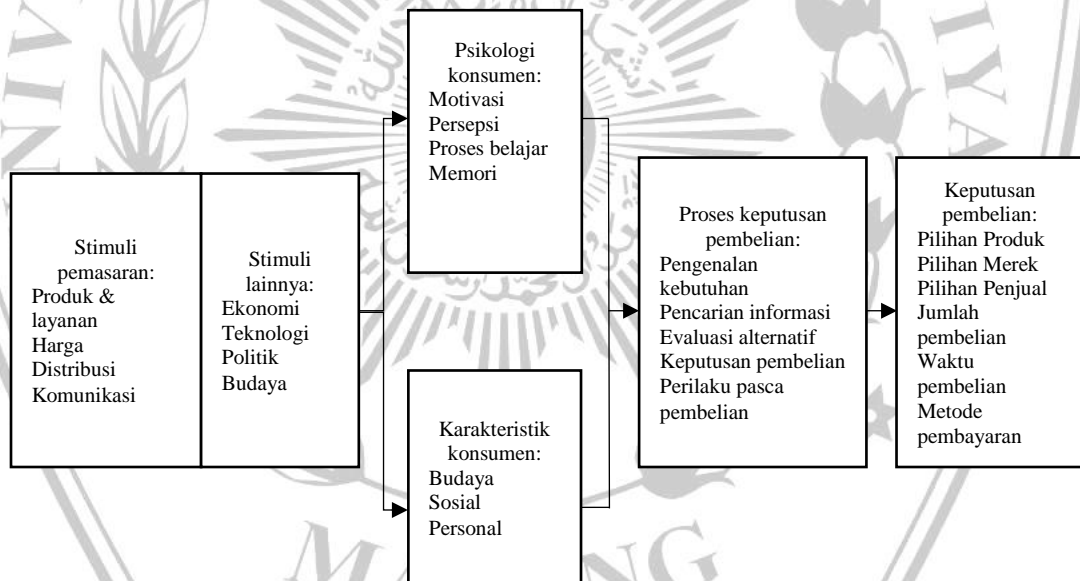 Stimuli
pemasaran:
Produk &
layanan
Harga
Distribusi
Komunikasi
Stimuli
lainnya:
Ekonomi
Teknologi
Politik
Budaya
Psikologi
konsumen:
Motivasi
Persepsi
Proses belajar
Memori
Karakteristik
konsumen:
Budaya
Sosial
Personal
Proses keputusan
pembelian:
Pengenalan
kebutuhan
Pencarian informasi
Evaluasi alternatif
Keputusan pembelian
Perilaku pasca
pembelian
Keputusan
pembelian:
Pilihan Produk
Pilihan Merek
Pilihan Penjual
Jumlah
pembelian
Waktu
pembelian
Metode
pembayaran